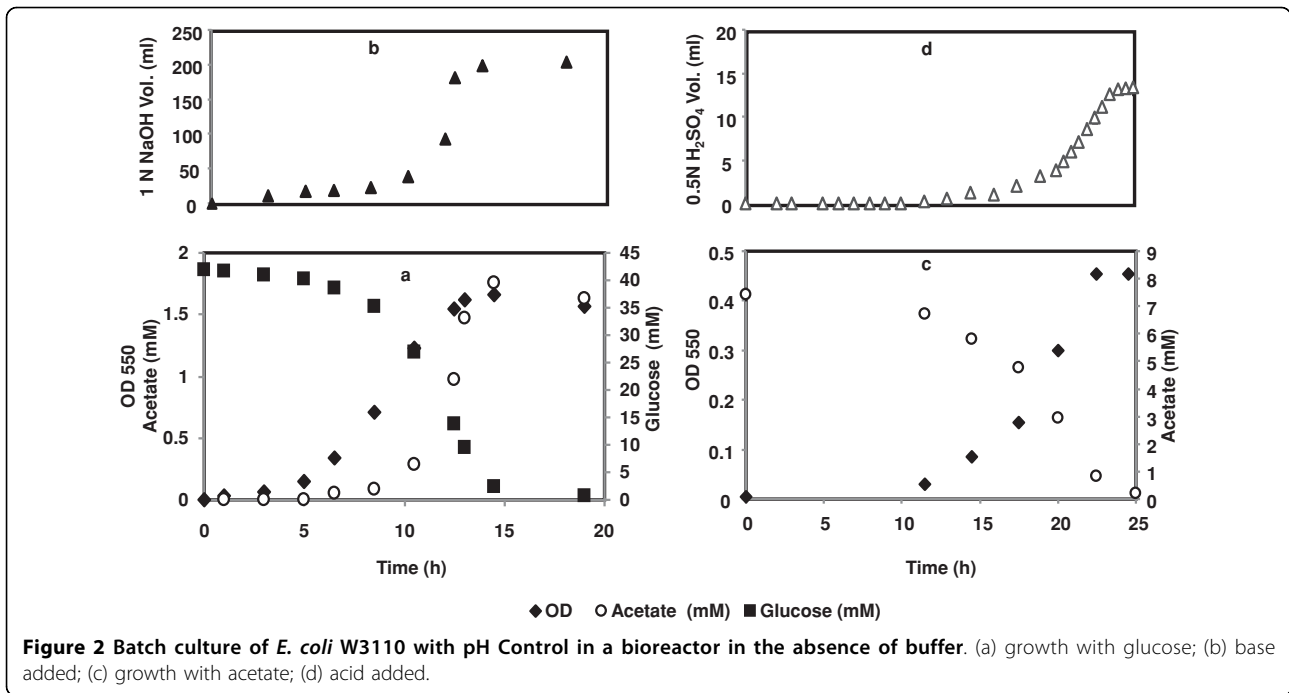 b
1 N NaOH Vol. (ml)
250
200
150
100
50
0
d
0.5N H₂SO₄ Vol. (ml)
20
15
10
5
0
a
OD 550
Acetate (mM)
2
1.5
1
0.5
0
Glucose (mM)
45
40
35
30
25
20
15
10
5
0
0 5 10 15 20
Time (h)
c
OD 550
0.5
0.4
0.3
0.2
0.1
0
Acetate (mM)
9
8
7
6
5
4
3
2
1
0
0 5 10 15 20 25
Time (h)
OD Acetate (mM) Glucose (mM)
Figure 2 Batch culture of E. coli W3110 with pH Control in a bioreactor in the absence of buffer. (a) growth with glucose; (b) base
added; (c) growth with acetate; (d) acid added.